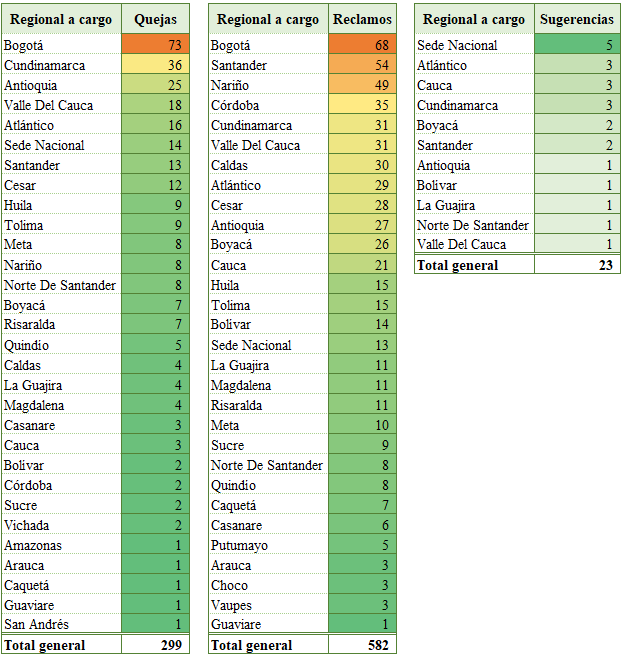 Regional a cargo Quejas
Bogotá 73
Cundinamarca 36
Antioquia 25
Valle Del Cauca 18
Atlántico 16
Sede Nacional 14
Santander 13
Cesar 12
Huila 9
Tolima 9
Meta 8
Nariño 8
Norte De Santander 8
Boyacá 7
Risaralda 7
Quindío 5
Caldas 4
La Guajira 4
Magdalena 4
Casanare 3
Cauca 3
Bolívar 2
Córdoba 2
Sucre 2
Vichada 2
Amazonas 1
Arauca 1
Caquetá 1
Guaviare 1
San Andrés 1
Total general 299
Regional a cargo Reclamos
Bogotá 68
Santander 54
Nariño 49
Córdoba 35
Cundinamarca 31
Valle Del Cauca 31
Caldas 30
Atlántico 29
Cesar 28
Antioquia 27
Boyacá 26
Cauca 21
Huila 15
Tolima 15
Bolívar 14
Sede Nacional 13
La Guajira 11
Magdalena 11
Risaralda 11
Meta 10
Sucre 9
Norte De Santander 8
Quindío 8
Caquetá 7
Casanare 6
Putumayo 5
Arauca 3
Choco 3
Vaupes 3
Guaviare 1
Total general 582
Regional a cargo Sugerencias
Sede Nacional 5
Atlántico 3
Cauca 3
Cundinamarca 3
Boyacá 2
Santander 2
Antioquia 1
Bolívar 1
La Guajira 1
Norte De Santander 1
Valle Del Cauca 1
Total general 23